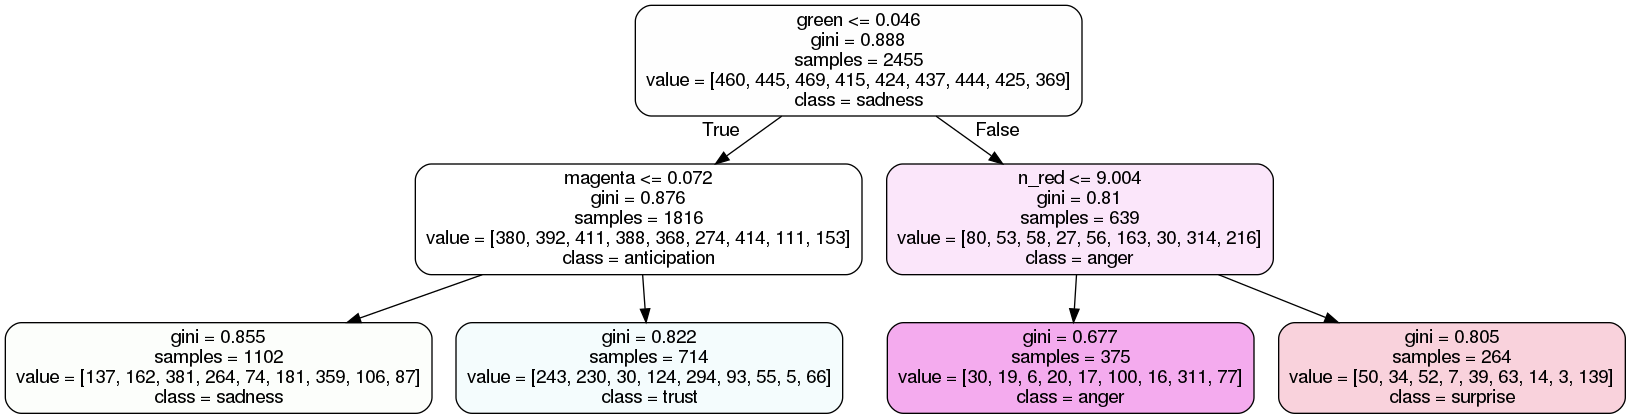 green <= 0.046
gini = 0.888
samples = 2455
value = [460, 445, 469, 415, 424, 437, 444, 425, 369]
class = sadness
True
False
magenta <= 0.072
gini = 0.876
samples = 1816
value = [380, 392, 411, 388, 368, 274, 414, 111, 153]
class = anticipation
n_red <= 9.004
gini = 0.81
samples = 639
value = [80, 53, 58, 27, 56, 163, 30, 314, 216]
class = anger
gini = 0.855
samples = 1102
value = [137, 162, 381, 264, 74, 181, 359, 106, 87]
class = sadness
gini = 0.822
samples = 714
value = [243, 230, 30, 124, 294, 93, 55, 5, 66]
class = trust
gini = 0.677
samples = 375
value = [30, 19, 6, 20, 17, 100, 16, 311, 77]
class = anger
gini = 0.805
samples = 264
value = [50, 34, 52, 7, 39, 63, 14, 3, 139]
class = surprise